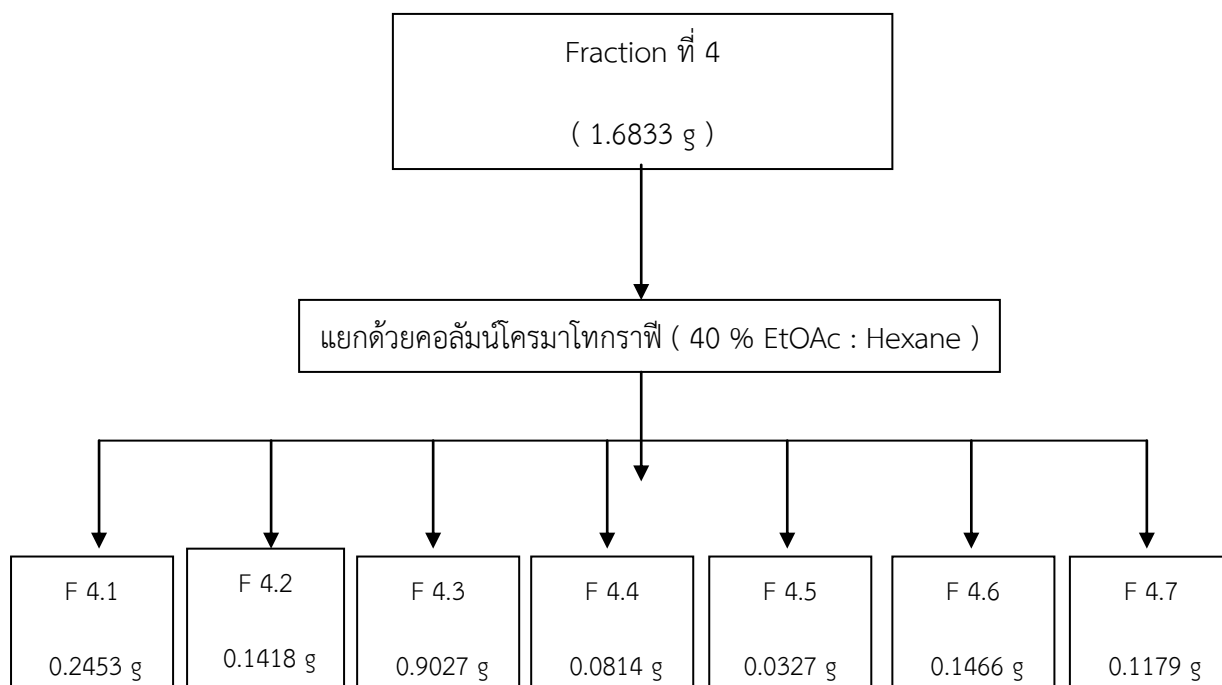 Fraction ที่ 4
( 1.6833 g )
แยกด้วยคอลัมน์โครมาโทกราฟี ( 40 % EtOAc : Hexane )
F 4.1
0.2453 g
F 4.2
0.1418 g
F 4.3
0.9027 g
F 4.4
0.0814 g
F 4.5
0.0327 g
F 4.6
0.1466 g
F 4.7
0.1179 g